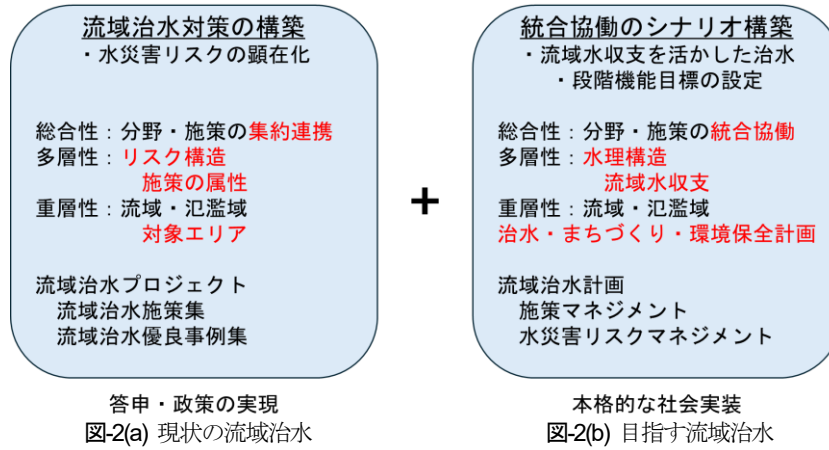 流域治水対策の構築
・水災害リスクの顕在化
総合性：分野・施策の集約連携
多層性：リスク構造
施策の属性
重層性：流域・氾濫域
対象エリア
流域治水プロジェクト
流域治水施策集
流域治水優良事例集
答申・政策の実現
図-2(a) 現状の流域治水
+
統合協働のシナリオ構築
・流域水収支を活かした治水
・段階機能目標の設定
総合性：分野・施策の統合協働
多層性：水理構造
流域水収支
重層性：流域・氾濫域
治水・まちづくり・環境保全計画
流域治水計画
施策マネジメント
水災害リスクマネジメント
本格的な社会実装
図-2(b) 目指す流域治水